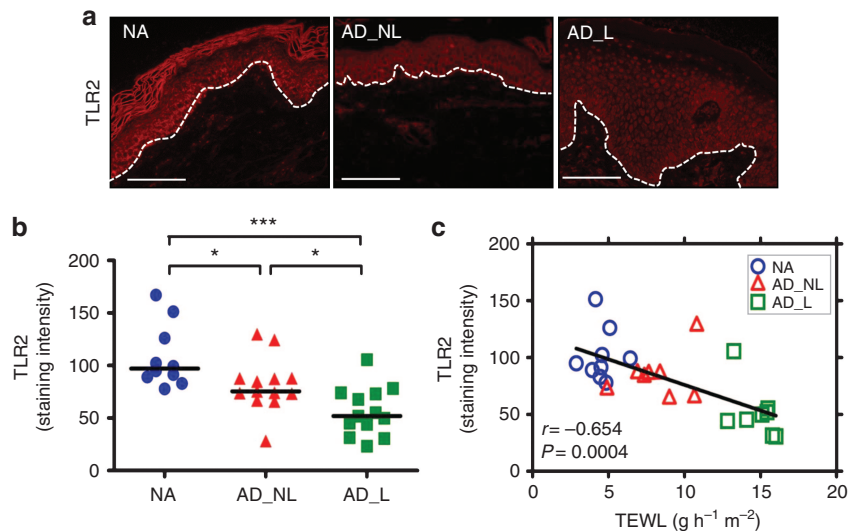 a
NA
AD_NL
AD_L
TLR2
b
***
*
*
200
150
100
50
0
TLR2
(staining intensity)
NA
AD_NL
AD_L
c
200
150
100
50
0
TLR2
(staining intensity)
NA
AD_NL
AD_L
r= −0.654
P= 0.0004
0
5
10
15
20
TEWL (g h⁻¹ m⁻²)